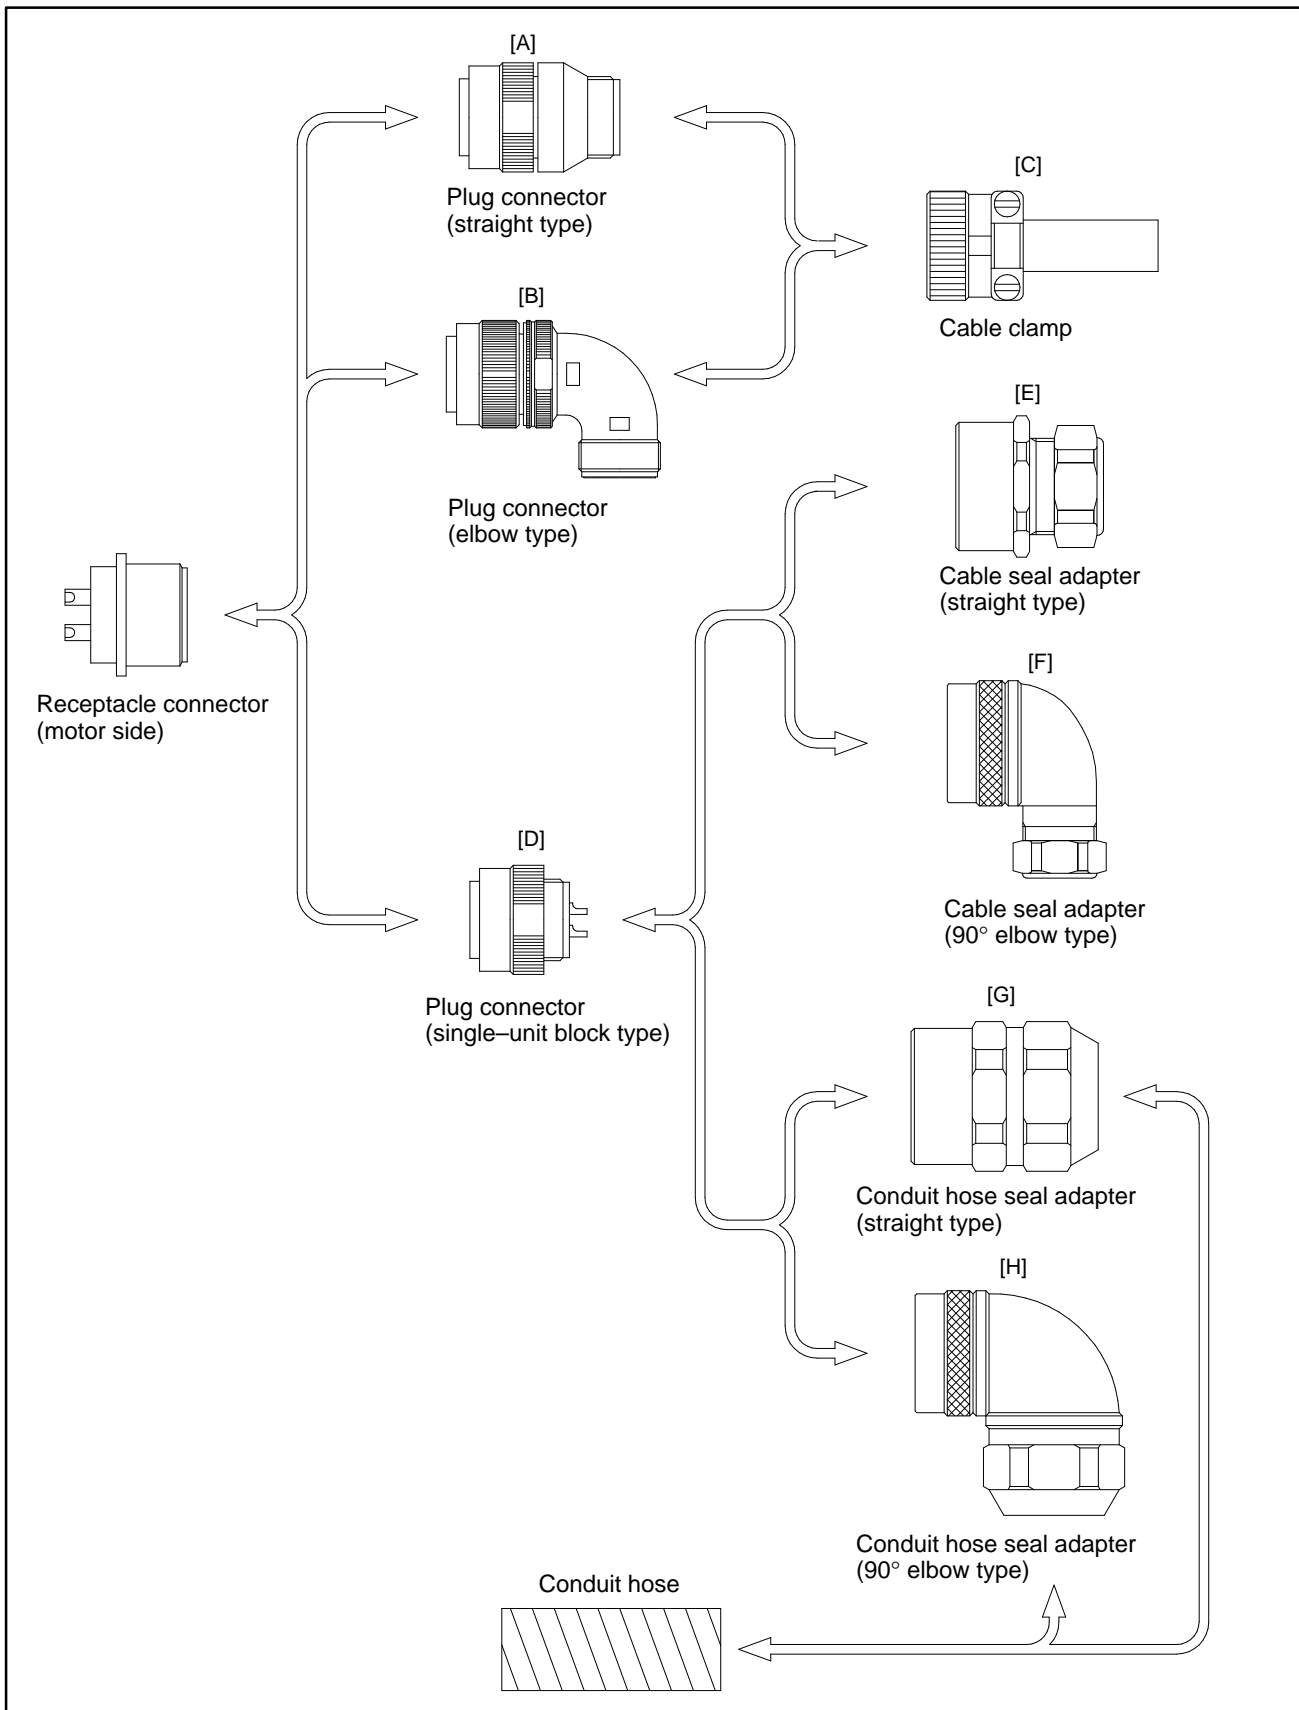 [A]
Plug connector
(straight type)
[C]
Cable clamp
[B]
Plug connector
(elbow type)
[E]
Cable seal adapter
(straight type)
Receptacle connector
(motor side)
[F]
Cable seal adapter
(90° elbow type)
[D]
Plug connector
(single–unit block type)
[G]
Conduit hose seal adapter
(straight type)
[H]
Conduit hose seal adapter
(90° elbow type)
Conduit hose